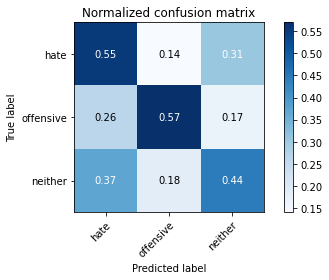 Normalized confusion matrix
True label
hate
0.55 0.14 0.31
offensive
0.26 0.57 0.17
neither
0.37 0.18 0.44
hate
offensive
neither
Predicted label
0.55
0.50
0.45
0.40
0.35
0.30
0.25
0.20
0.15